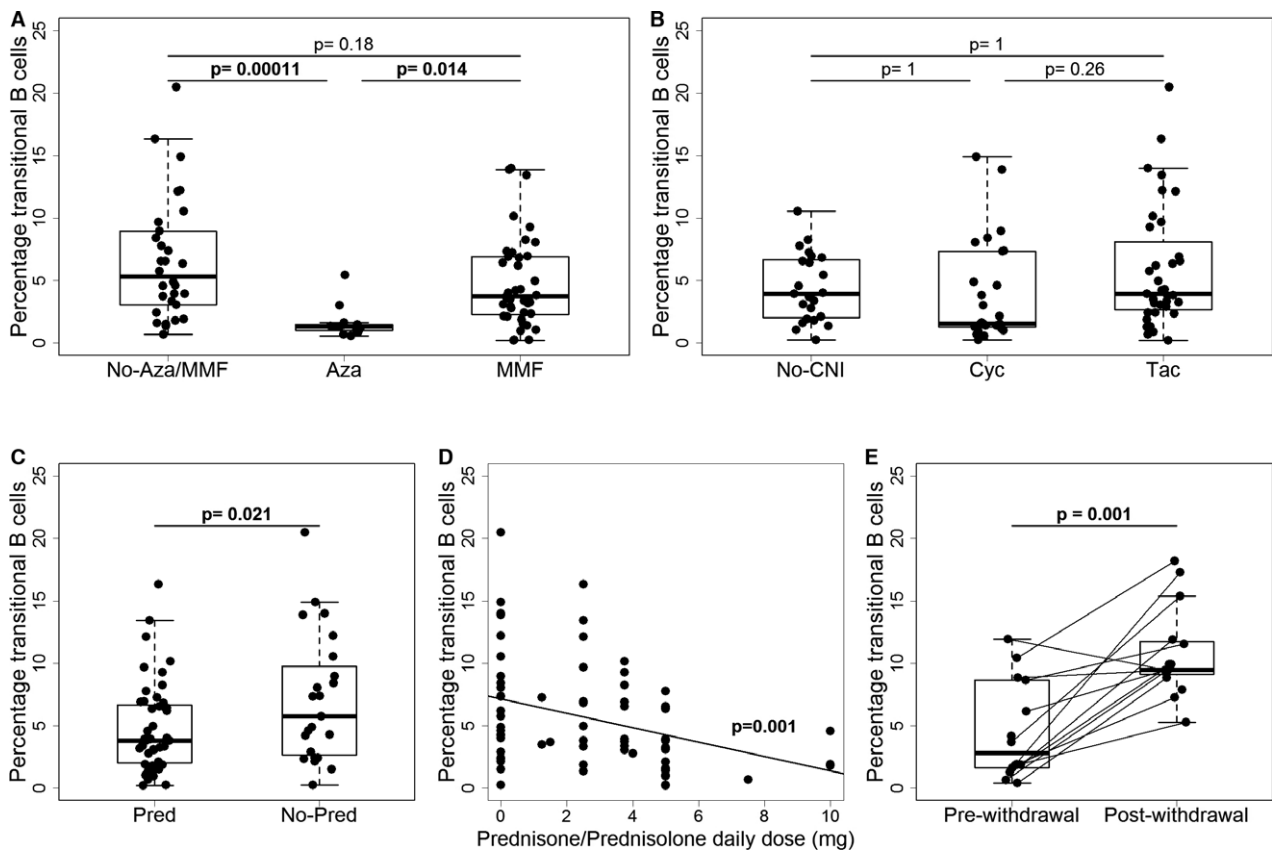 A
Percentage transitional B cells
25
20
15
10
5
0
p= 0.18
p= 0.00011
p= 0.014
No-Aza/MMF
Aza
MMF
B
Percentage transitional B cells
25
20
15
10
5
0
p= 1
p= 1
p= 0.26
No-CNI
Cyc
Tac
C
Percentage transitional B cells
25
20
15
10
5
0
p= 0.021
Pred
No-Pred
D
Percentage transitional B cells
25
20
15
10
5
0
p=0.001
0 2 4 6 8 10
Prednisone/Prednisolone daily dose (mg)
E
Percentage transitional B cells
25
20
15
10
5
0
p = 0.001
Pre-withdrawal
Post-withdrawal